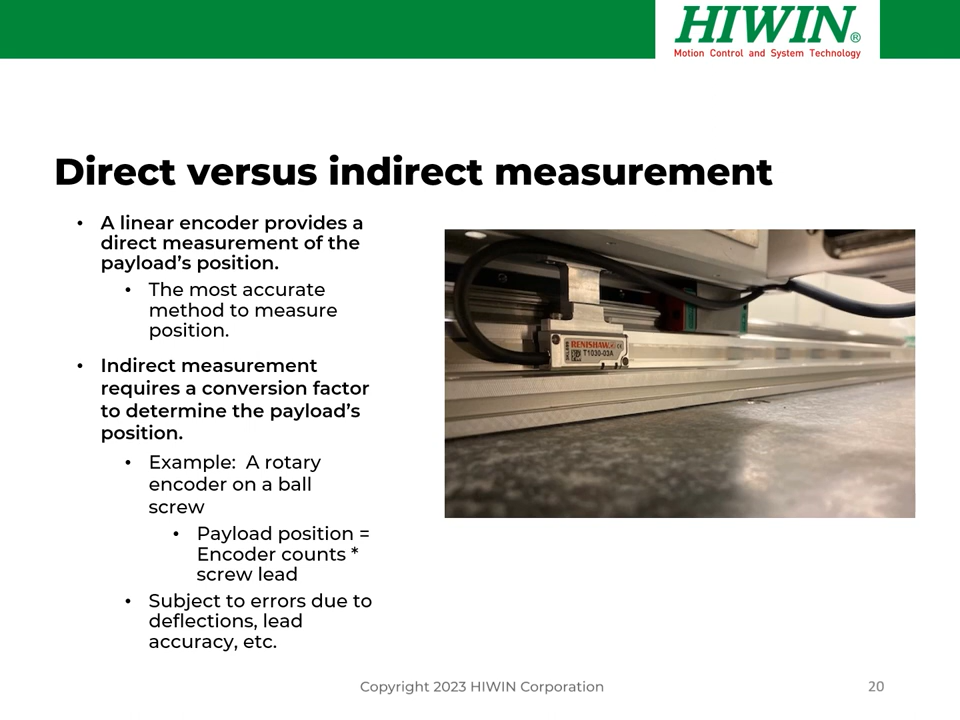 HIWIN®
Motion Control and System Technology
Direct versus indirect measurement
• A linear encoder provides a
direct measurement of the
payload's position.
• The most accurate
method to measure
position.
• Indirect measurement
requires a conversion factor
to determine the payload's
position.
• Example:  A rotary
encoder on a ball
screw
• Payload position =
Encoder counts *
screw lead
• Subject to errors due to
deflections, lead
accuracy, etc.
RENISHAW
T1030-03A
Copyright 2023 HIWIN Corporation
20